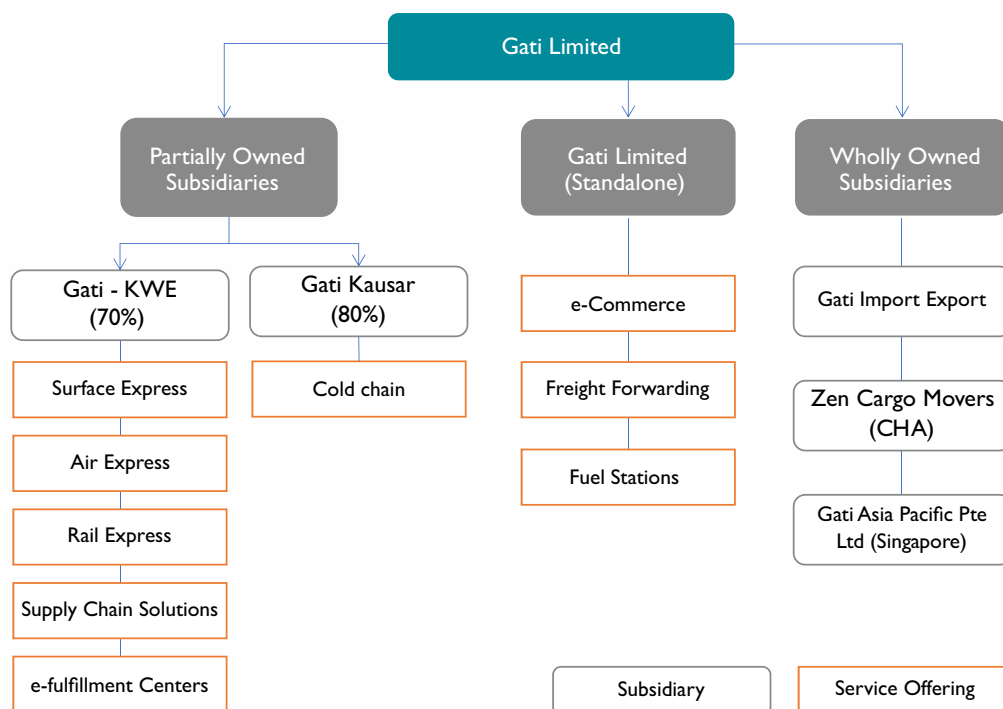 Gati Limited
Partially Owned
Subsidiaries
Gati Limited
(Standalone)
Wholly Owned
Subsidiaries
Gati - KWE
(70%)
Gati Kausar
(80%)
Surface Express
Air Express
Rail Express
Supply Chain Solutions
e-fulfillment Centers
Cold chain
e-Commerce
Freight Forwarding
Fuel Stations
Gati Import Export
Zen Cargo Movers
(CHA)
Gati Asia Pacific Pte
Ltd (Singapore)
Subsidiary
Service Offering